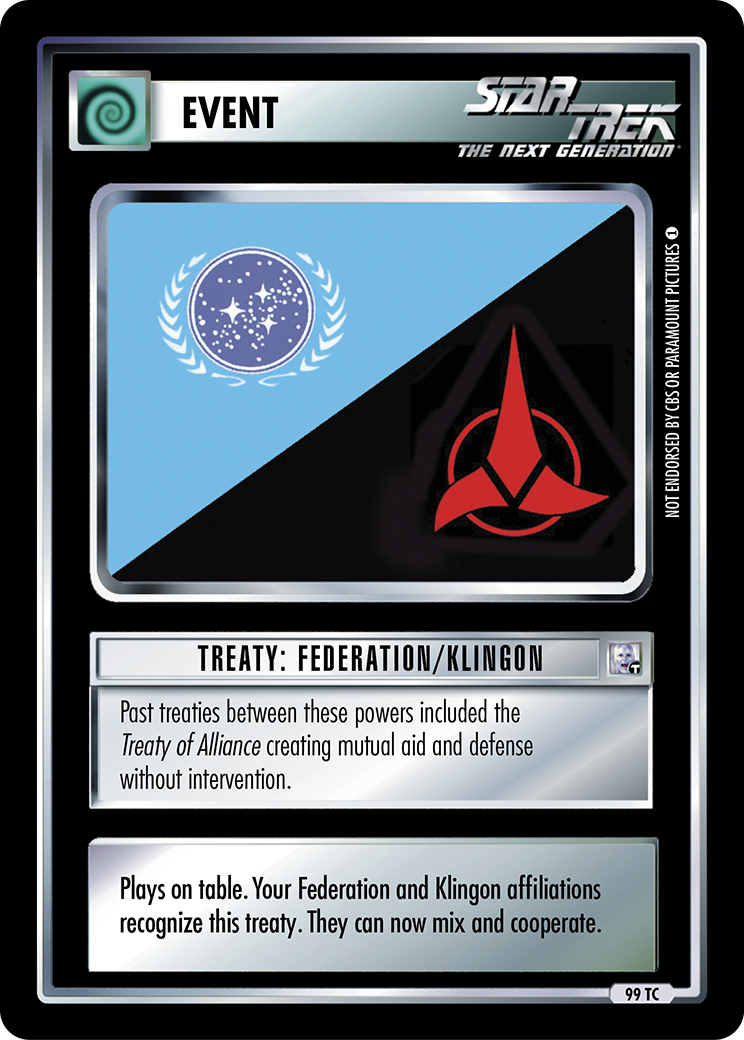 EVENT
STAR TREK
THE NEXT GENERATION
NOT ENDORSED BY CBS OR PARAMOUNT PICTURES 1
TREATY: FEDERATION/KLINGON
T
Past treaties between these powers included the
Treaty of Alliance creating mutual aid and defense
without intervention.
Plays on table. Your Federation and Klingon affiliations
recognize this treaty. They can now mix and cooperate.
99 TC